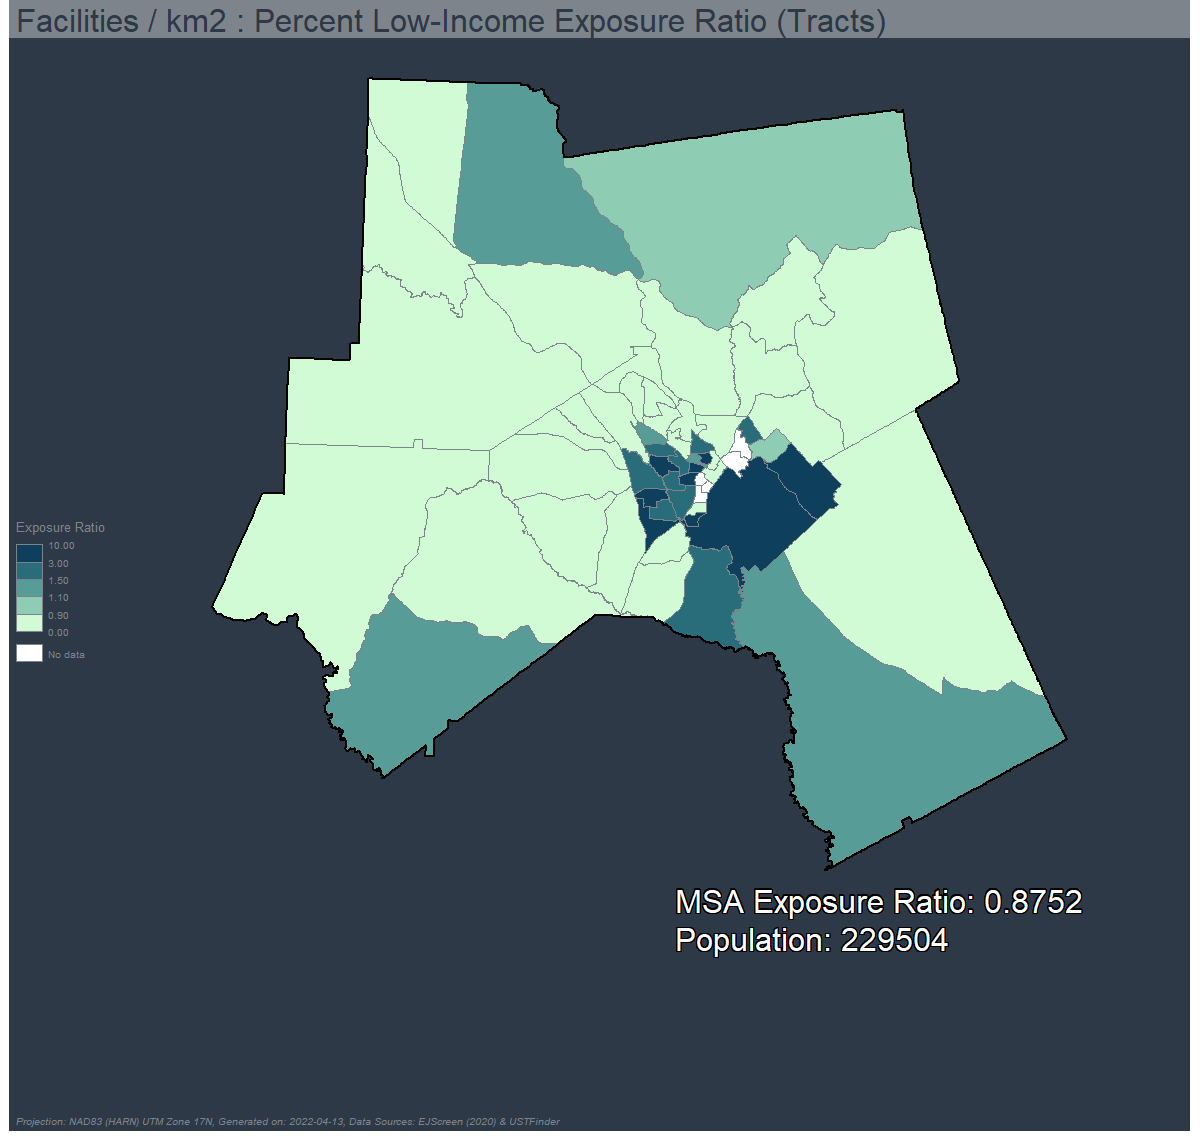 Facilities / km2 : Percent Low-Income Exposure Ratio (Tracts)
Exposure Ratio
10.00
3.00
1.50
1.10
0.90
0.00
No data
MSA Exposure Ratio: 0.8752
Population: 229504
Projection: NAD83 (HARN) UTM Zone 17N, Generated on: 2022-04-13, Data Sources: EJScreen (2020) & USTFinder